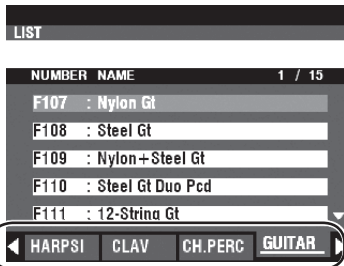 LIST
NUMBER NAME 1 / 15
F107 : Nylon Gt
F108 : Steel Gt
F109 : Nylon+Steel Gt
F110 : Steel Gt Duo Pcd
F111 : 12-String Gt
HARPSI CLAV CH.PERC GUITAR